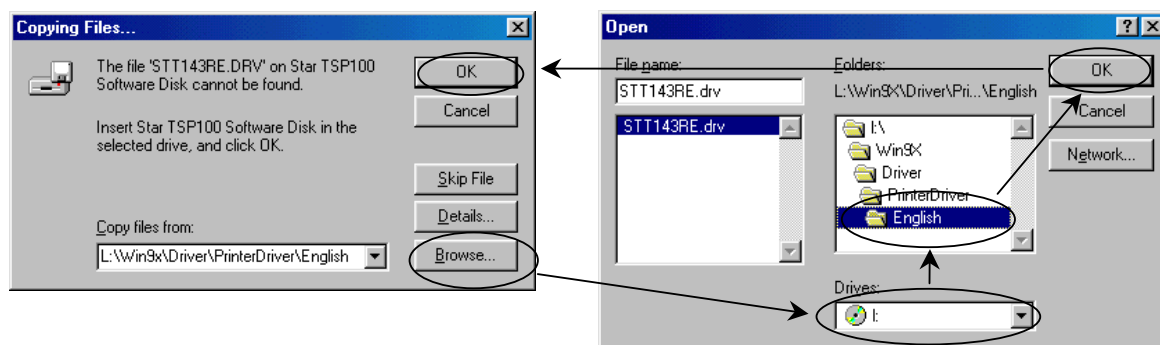 Copying Files...
The file 'STT143RE.DRV' on Star TSP100
Software Disk cannot be found.
Insert Star TSP100 Software Disk in the
selected drive, and click OK.
Copy files from:
L:\Win9x\Driver\PrinterDriver\English
OK
Cancel
Skip File
Details...
Browse...
Open
File name:
STT143RE.drv
STT143RE.drv
Folders:
L:\Win9X\Driver\Pri...\English
I:\
Win9X
Driver
PrinterDriver
English
Drives:
I:
OK
Cancel
Network...